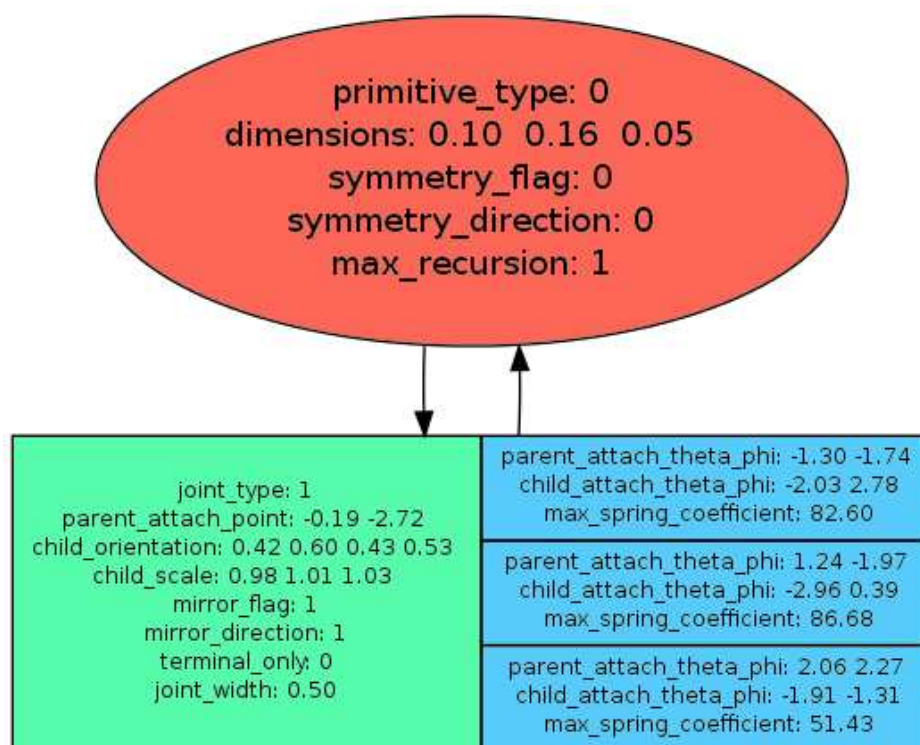 primitive_type: 0
dimensions: 0.10 0.16 0.05
symmetry_flag: 0
symmetry_direction: 0
max_recursion: 1
joint_type: 1
parent_attach_point: -0.19 -2.72
child_orientation: 0.42 0.60 0.43 0.53
child_scale: 0.98 1.01 1.03
mirror_flag: 1
mirror_direction: 1
terminal_only: 0
joint_width: 0.50
parent_attach_theta_phi: -1.30 -1.74
child_attach_theta_phi: -2.03 2.78
max_spring_coefficient: 82.60
parent_attach_theta_phi: 1.24 -1.97
child_attach_theta_phi: -2.96 0.39
max_spring_coefficient: 86.68
parent_attach_theta_phi: 2.06 2.27
child_attach_theta_phi: -1.91 -1.31
max_spring_coefficient: 51.43